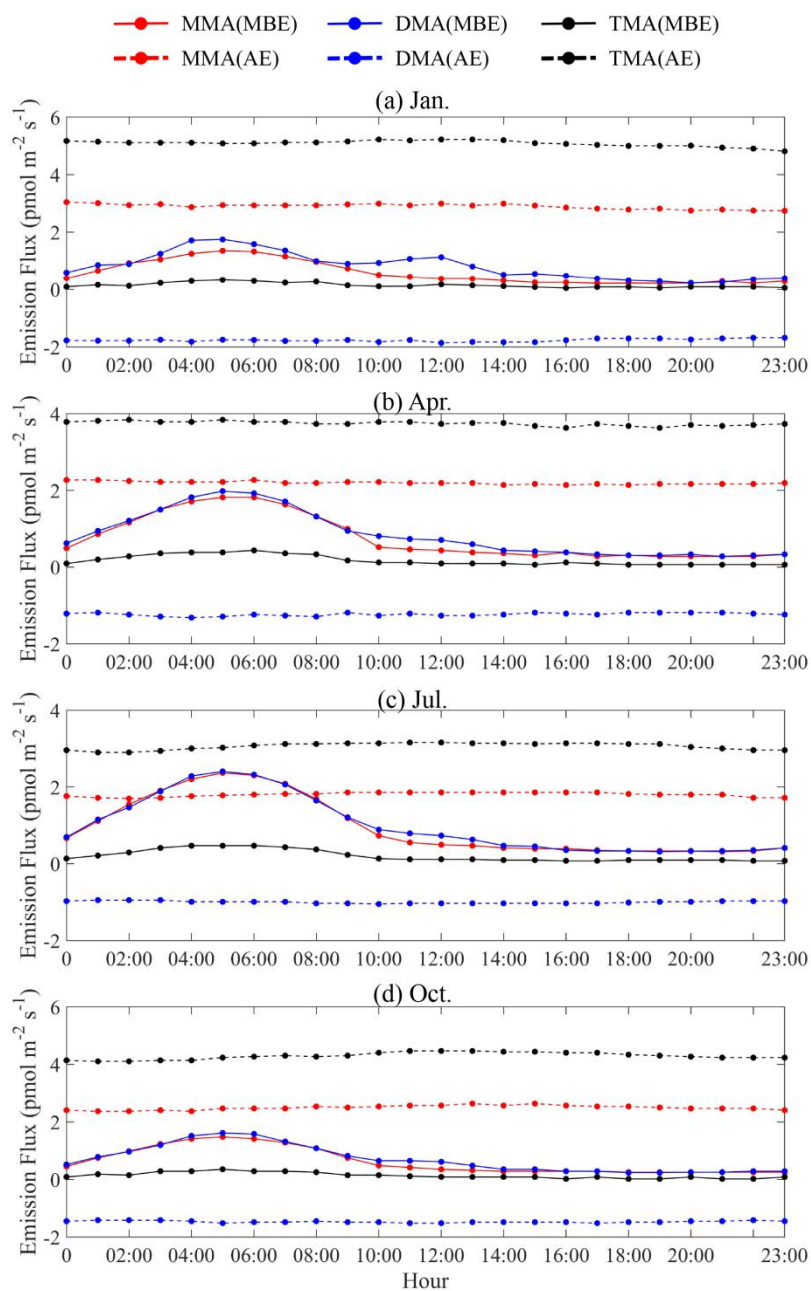 MMA(MBE) DMA(MBE) TMA(MBE)
MMA(AE) DMA(AE) TMA(AE)
(a) Jan.
Emission Flux (pmol m⁻² s⁻¹)
6
4
2
0
-2
0 02:00 04:00 06:00 08:00 10:00 12:00 14:00 16:00 18:00 20:00 23:00
(b) Apr.
Emission Flux (pmol m⁻² s⁻¹)
4
2
0
-2
0 02:00 04:00 06:00 08:00 10:00 12:00 14:00 16:00 18:00 20:00 23:00
(c) Jul.
Emission Flux (pmol m⁻² s⁻¹)
4
2
0
-2
0 02:00 04:00 06:00 08:00 10:00 12:00 14:00 16:00 18:00 20:00 23:00
(d) Oct.
Emission Flux (pmol m⁻² s⁻¹)
6
4
2
0
-2
0 02:00 04:00 06:00 08:00 10:00 12:00 14:00 16:00 18:00 20:00 23:00
Hour